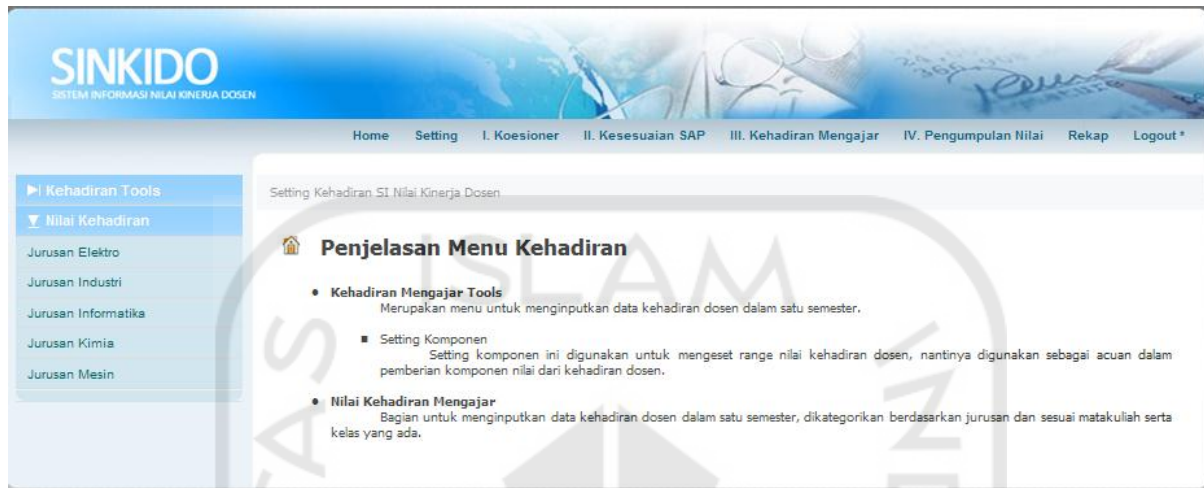 SINKIDO
SISTEM INFORMASI NILAI KINERJA DOSEN
Home Setting I. Koesioner II. Kesesuaian SAP III. Kehadiran Mengajar IV. Pengumpulan Nilai Rekap Logout *
Kehadiran Tools
Nilai Kehadiran
Jurusan Elektro
Jurusan Industri
Jurusan Informatika
Jurusan Kimia
Jurusan Mesin
Setting Kehadiran SI Nilai Kinerja Dosen
Penjelasan Menu Kehadiran
• Kehadiran Mengajar Tools
Merupakan menu untuk menginputkan data kehadiran dosen dalam satu semester.
■ Setting Komponen
Setting komponen ini digunakan untuk mengeset range nilai kehadiran dosen, nantinya digunakan sebagai acuan dalam
pemberian komponen nilai dari kehadiran dosen.
• Nilai Kehadiran Mengajar
Bagian untuk menginputkan data kehadiran dosen dalam satu semester, dikategorikan berdasarkan jurusan dan sesuai matakuliah serta
kelas yang ada.
ISLAM